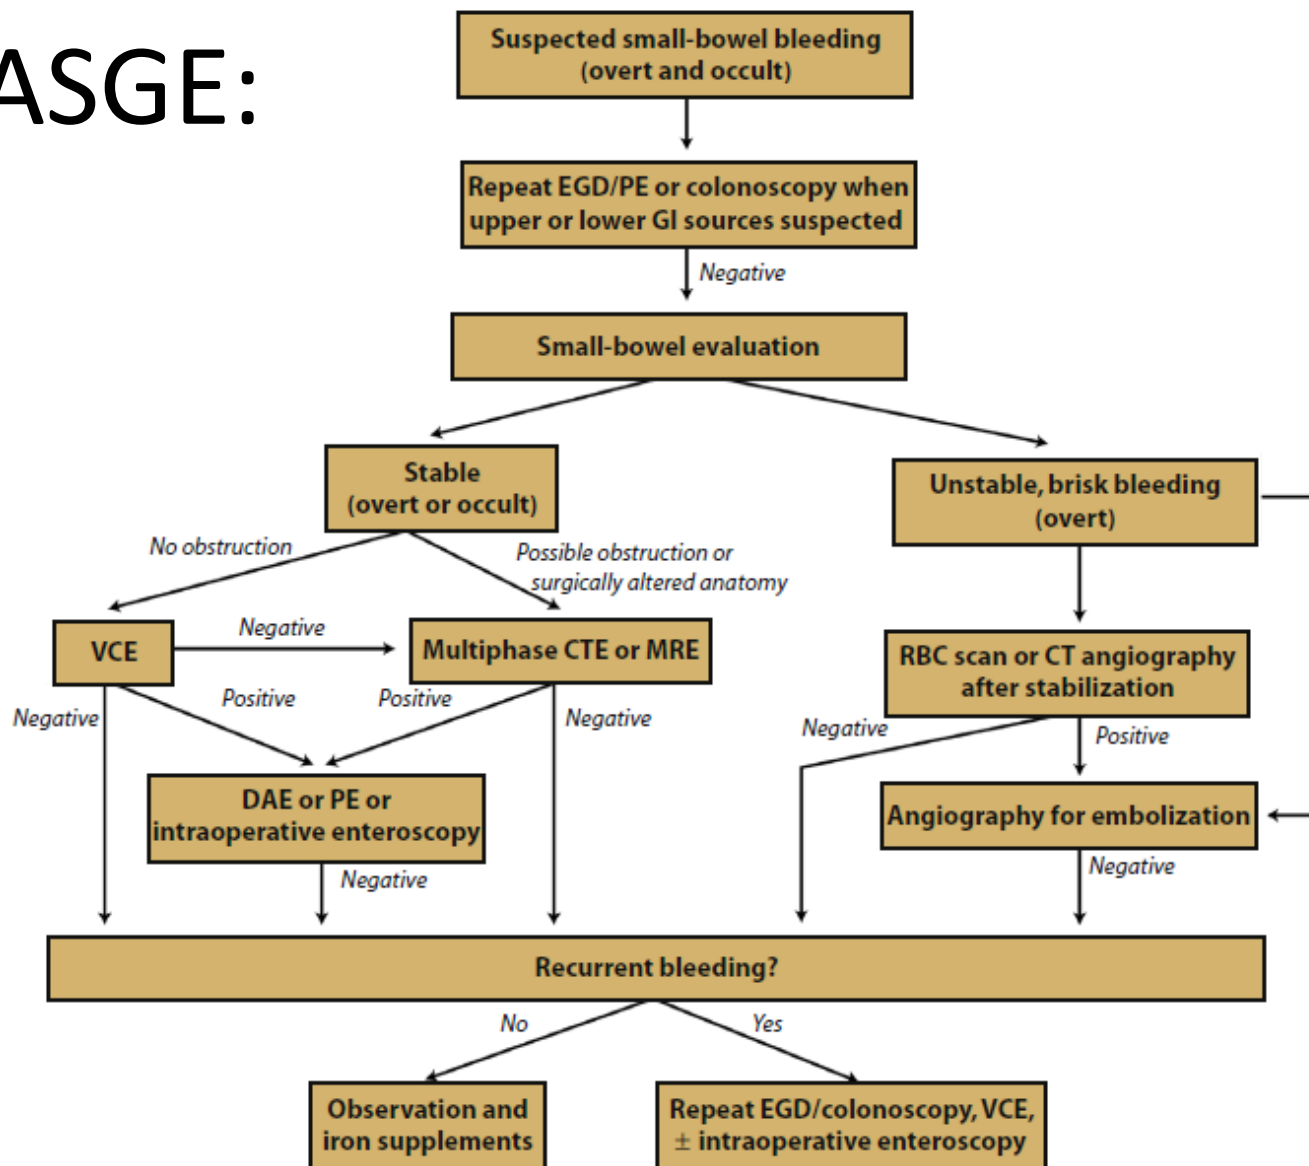 ASGE:
Suspected small-bowel bleeding
(overt and occult)
Repeat EGD/PE or colonoscopy when
upper or lower GI sources suspected
Negative
Small-bowel evaluation
Stable
(overt or occult)
Unstable, brisk bleeding
(overt)
No obstruction
Possible obstruction or
surgically altered anatomy
VCE
Negative
Multiphase CTE or MRE
RBC scan or CT angiography
after stabilization
Negative
Positive
Positive
Negative
Negative
Positive
DAE or PE or
intraoperative enteroscopy
Angiography for embolization
Negative
Negative
Recurrent bleeding?
No
Yes
Observation and
iron supplements
Repeat EGD/colonoscopy, VCE,
± intraoperative enteroscopy